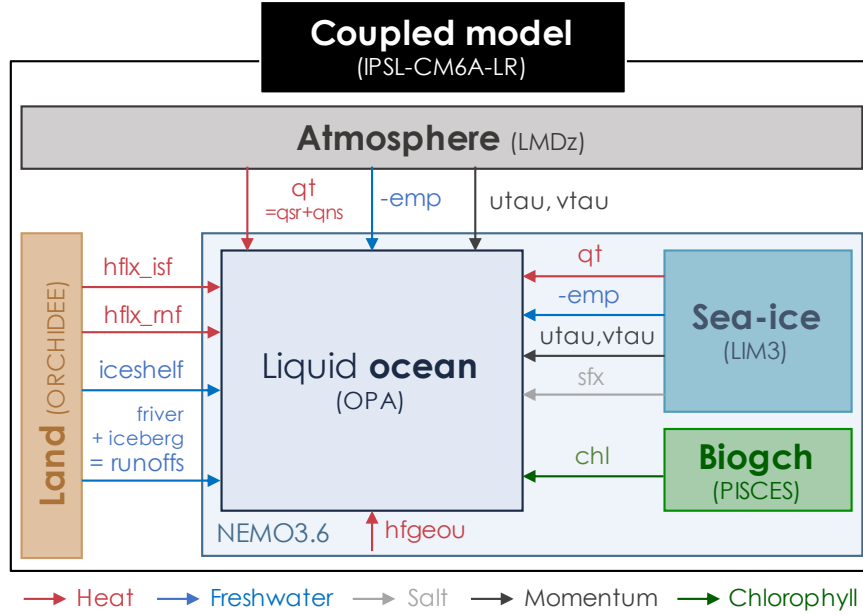 Coupled model
(IPSL-CM6A-LR)
Atmosphere (LMDz)
qt
=qsr+qns
-emp
utau, vtau
Land (ORCHIDEE)
hflx_isf
hflx_rnf
iceshelf
friver
+ iceberg
= runoffs
Liquid ocean
(OPA)
qt
-emp
utau,vtau
sfx
chl
Sea-ice
(LIM3)
Biogch
(PISCES)
NEMO3.6
hfgeou
Heat Freshwater Salt Momentum Chlorophyll